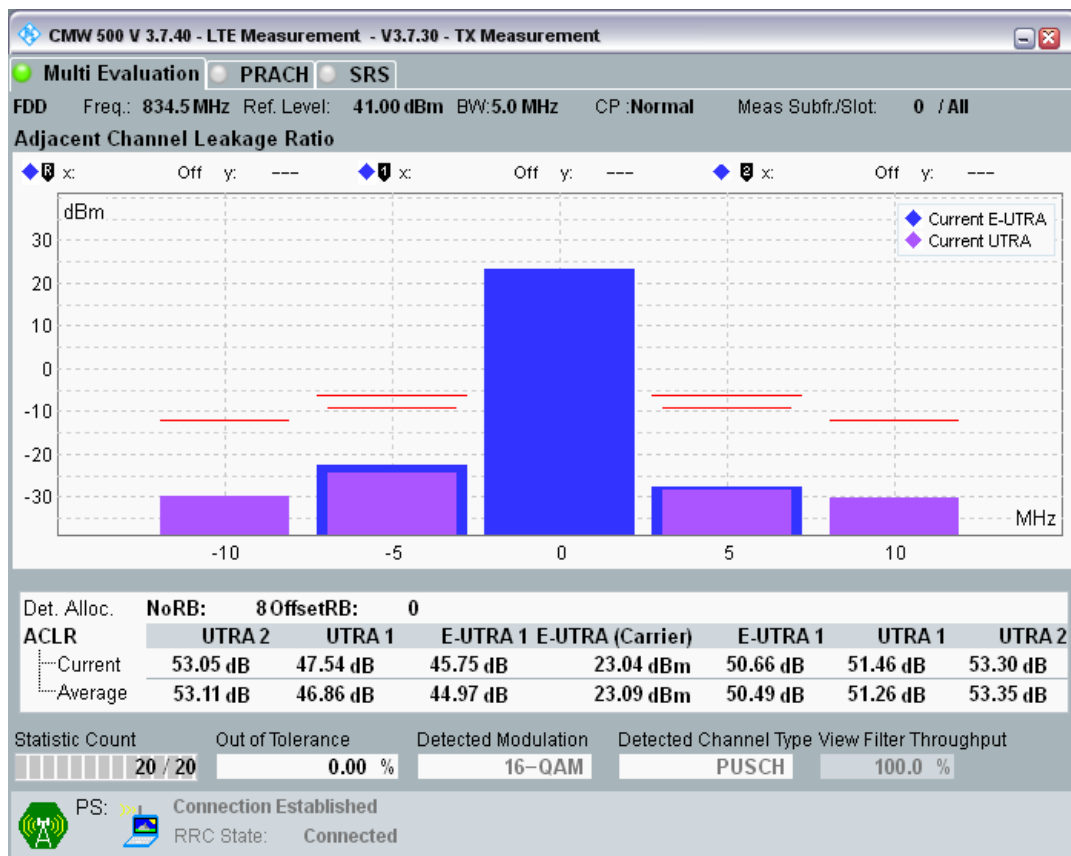 CMW 500 V 3.7.40 - LTE Measurement - V3.7.30 - TX Measurement
Multi Evaluation PRACH SRS
FDD Freq.: 834.5 MHz Ref. Level: 41.00 dBm BW:5.0 MHz CP :Normal Meas Subfr./Slot: 0 / All
Adjacent Channel Leakage Ratio
R x: Off y: --- 1 x: Off y: --- 2 x: Off y: ---
dBm
Current E-UTRA
Current UTRA
30
20
10
0
-10
-20
-30
MHz
-10 -5 0 5 10
Det. Alloc. NoRB: 8 OffsetRB: 0
ACLR UTRA 2 UTRA 1 E-UTRA 1 E-UTRA (Carrier) E-UTRA 1 UTRA 1 UTRA 2
Current 53.05 dB 47.54 dB 45.75 dB 23.04 dBm 50.66 dB 51.46 dB 53.30 dB
Average 53.11 dB 46.86 dB 44.97 dB 23.09 dBm 50.49 dB 51.26 dB 53.35 dB
Statistic Count Out of Tolerance Detected Modulation Detected Channel Type View Filter Throughput
20 / 20 0.00 % 16-QAM PUSCH 100.0 %
PS: Connection Established
RRC State: Connected